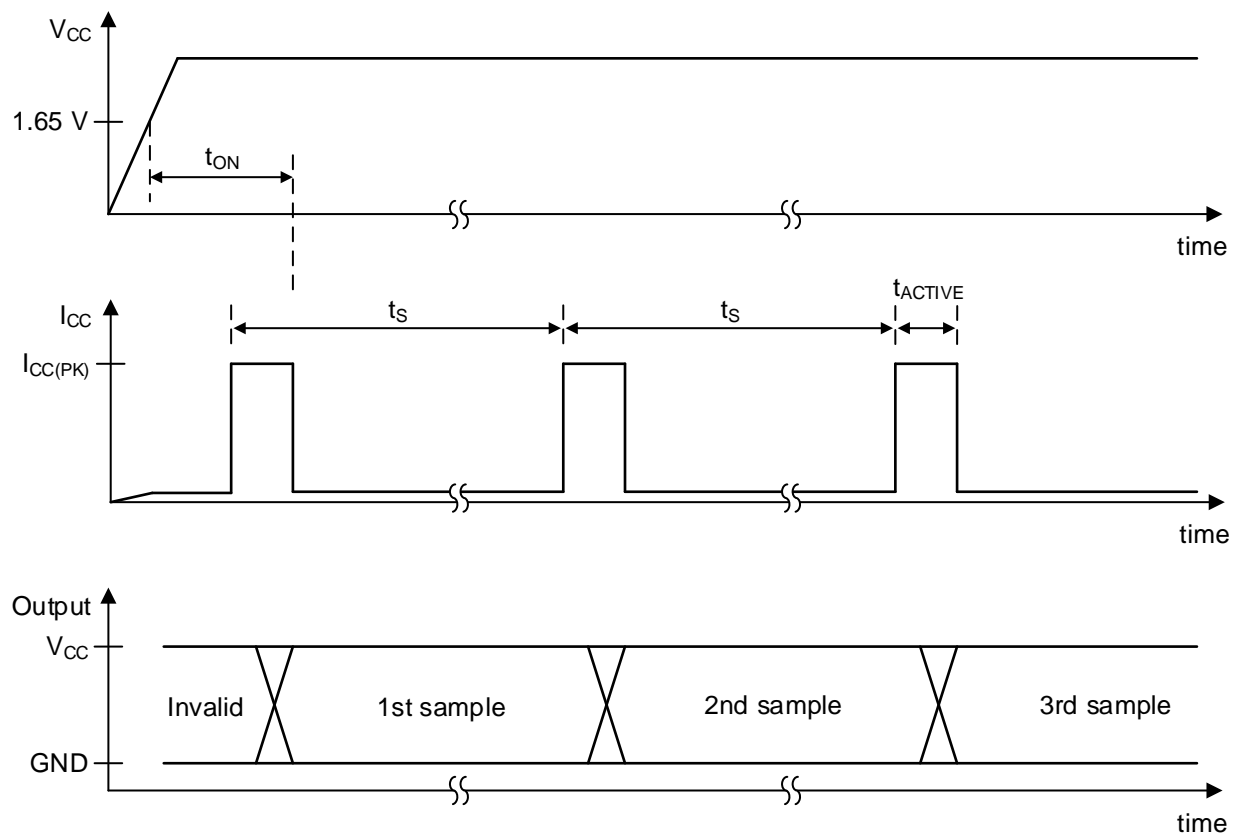 VCC
1.65 V
tON
time
ICC
ICC(PK)
tS
tS
tACTIVE
time
Output
VCC
Invalid
1st sample
2nd sample
3rd sample
GND
time